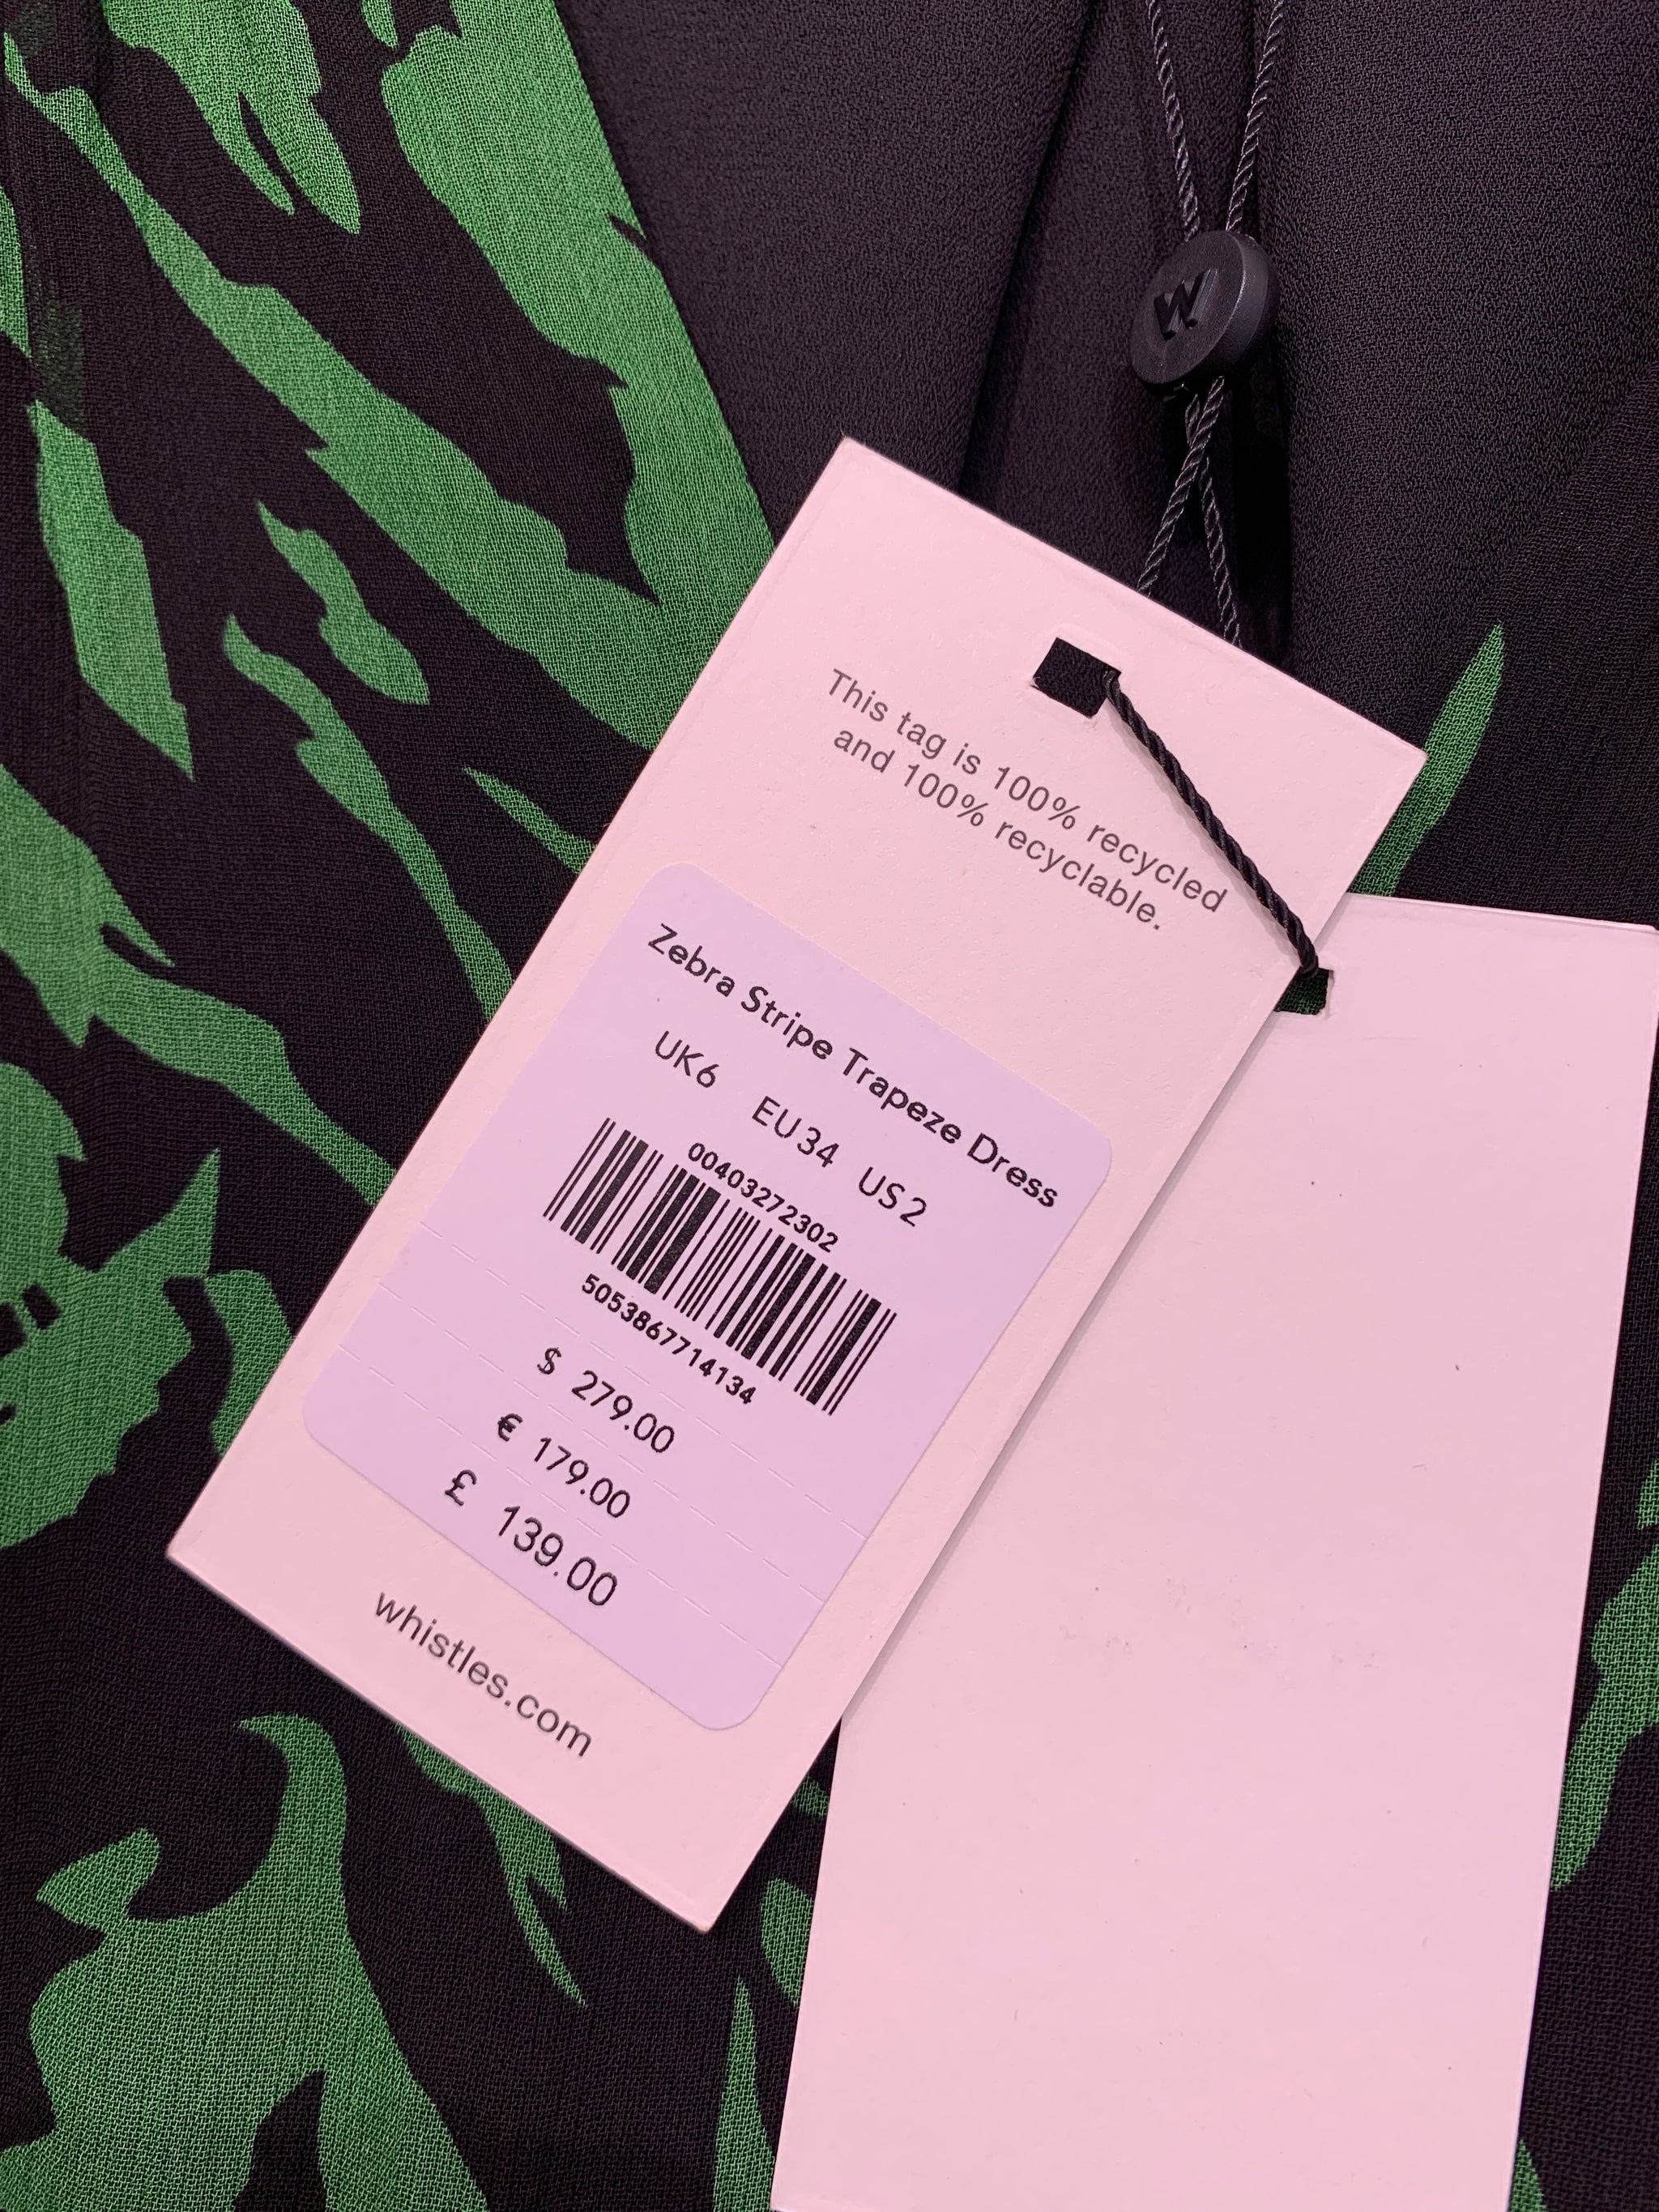 W
This tag is 100% recycled
and 100% recyclable.
Zebra Stripe Trapeze Dress
UK6 EU34 US2
00403272302
5053867714134
$ 279.00
€ 179.00
£ 139.00
whistles.com